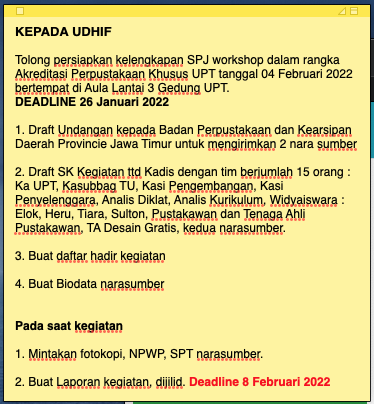 KEPADA UDHIF
Tolong persiapkan kelengkapan SPJ workshop dalam rangka
Akreditasi Perpustakaan Khusus UPT tanggal 04 Februari 2022
bertempat di Aula Lantai 3 Gedung UPT.
DEADLINE 26 Januari 2022
1. Draft Undangan kepada Badan Perpustakaan dan Kearsipan
Daerah Provincie Jawa Timur untuk mengirimkan 2 nara sumber
2. Draft SK Kegiatan ttd Kadis dengan tim berjumlah 15 orang :
Ka UPT, Kasubbag TU, Kasi Pengembangan, Kasi
Penyelenggara, Analis Diklat, Analis Kurikulum, Widyaiswara :
Elok, Heru, Tiara, Sulton, Pustakawan dan Tenaga Ahli
Pustakawan, TA Desain Gratis, kedua narasumber.
3. Buat daftar hadir kegiatan
4. Buat Biodata narasumber
Pada saat kegiatan
1. Mintakan fotokopi, NPWP, SPT narasumber.
2. Buat Laporan kegiatan, dijilid. Deadline 8 Februari 2022